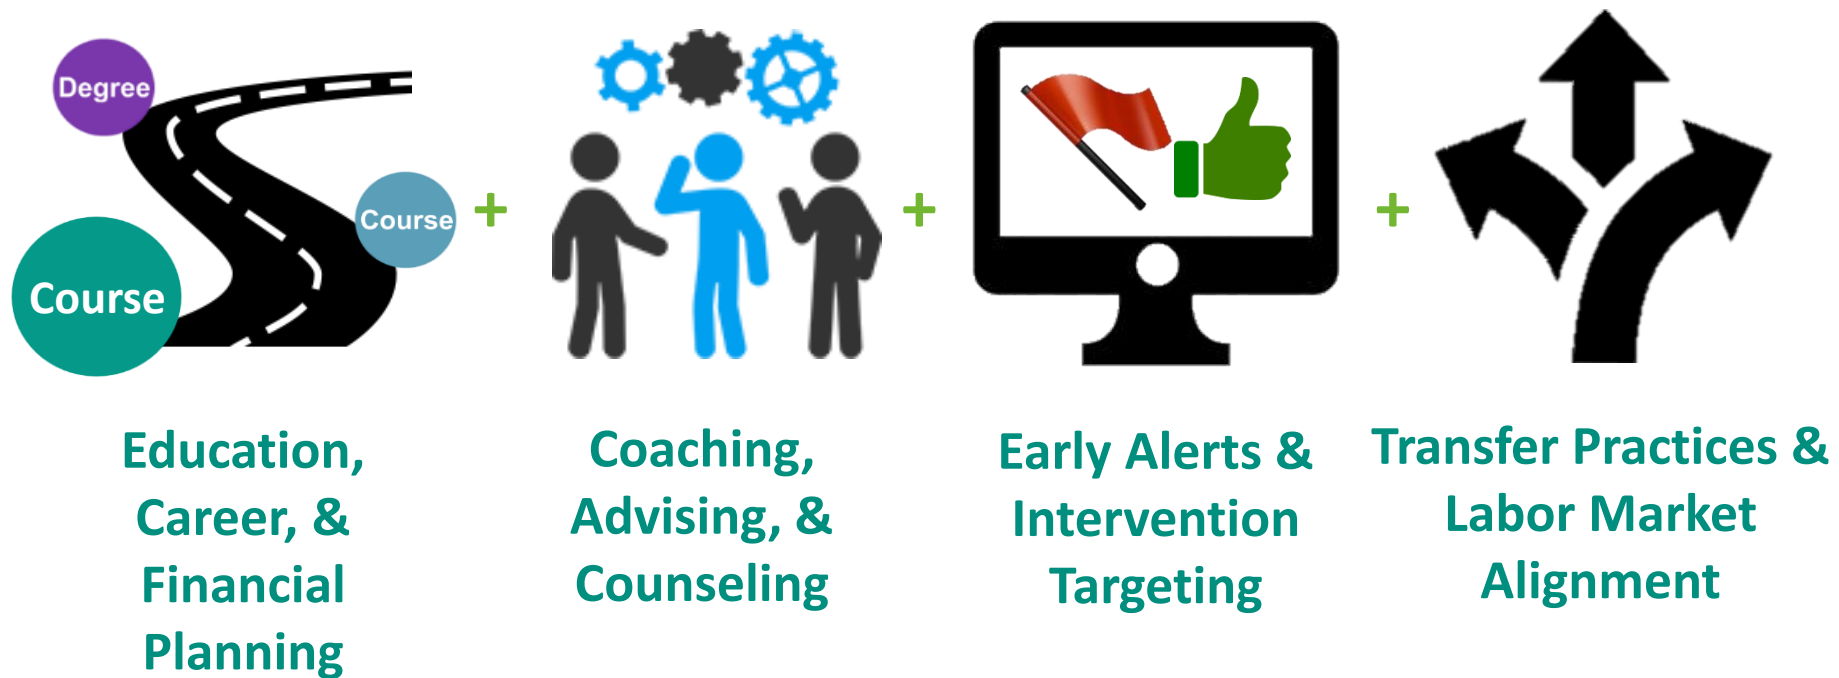 Degree
Course
Course
+
+
+
Education,
Career, &
Financial
Planning
Coaching,
Advising, &
Counseling
Early Alerts &
Intervention
Targeting
Transfer Practices &
Labor Market
Alignment